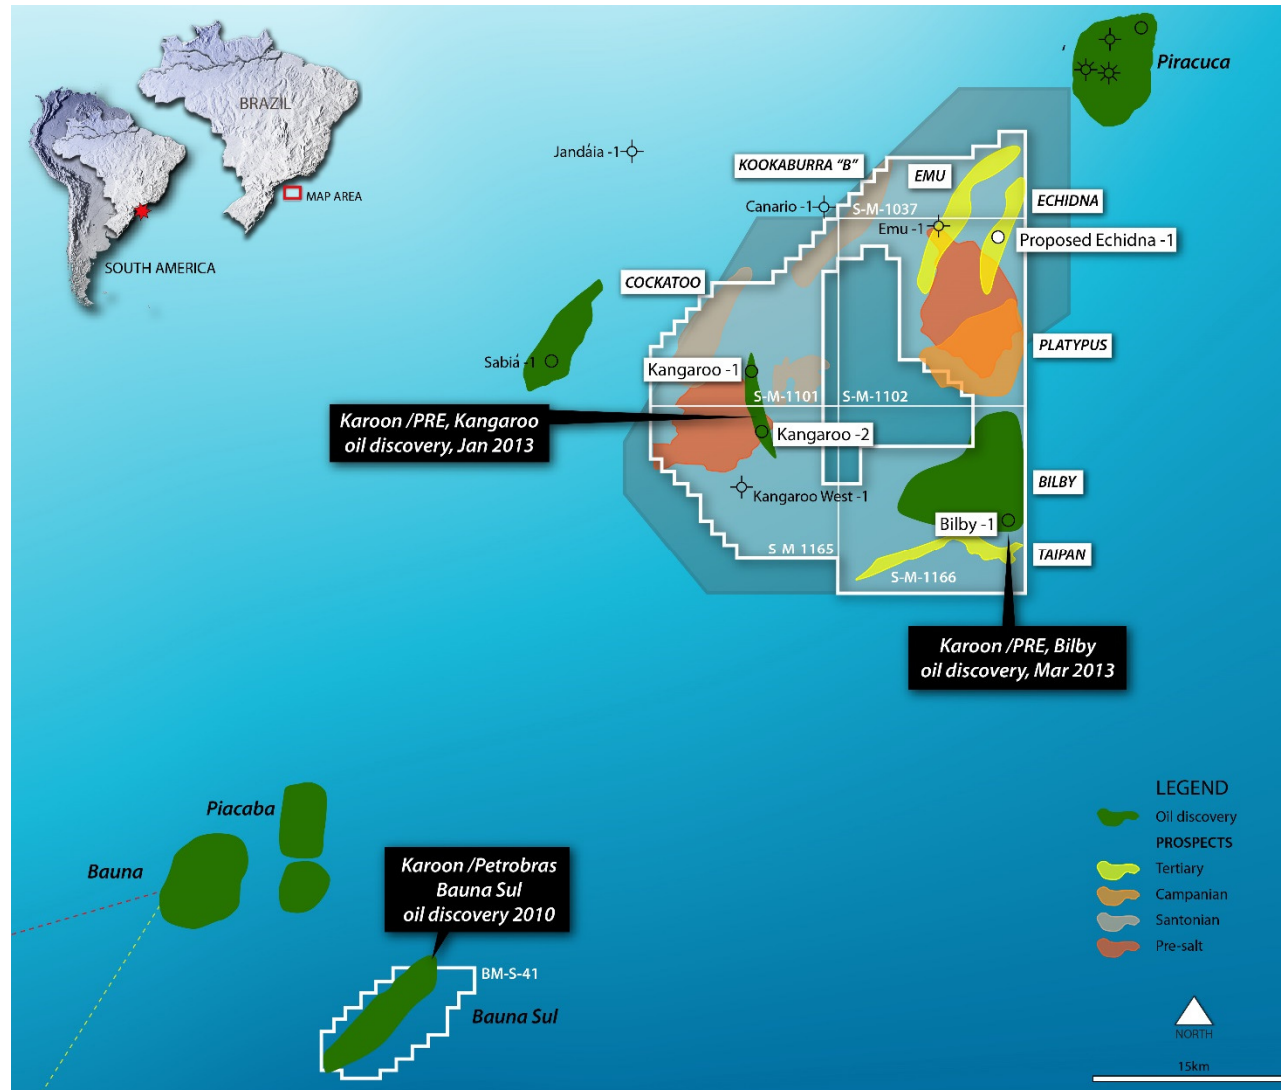 BRAZIL
MAP AREA
SOUTH AMERICA
Piracuca
Jandáia -1
KOOKABURRA "B"
EMU
Canario -1
S-M-1037
ECHIDNA
Emu -1
Proposed Echidna -1
COCKATOO
PLATYPUS
Sabiá -1
Kangaroo -1
S-M-1101
S-M-1102
Karoon /PRE, Kangaroo
oil discovery, Jan 2013
Kangaroo -2
BILBY
Kangaroo West -1
Bilby -1
S M 1165
TAIPAN
S-M-1166
Karoon /PRE, Bilby
oil discovery, Mar 2013
Piacaba
Bauna
Karoon /Petrobras
Bauna Sul
oil discovery 2010
BM-S-41
Bauna Sul
LEGEND
Oil discovery
PROSPECTS
Tertiary
Campanian
Santonian
Pre-salt
NORTH
15km